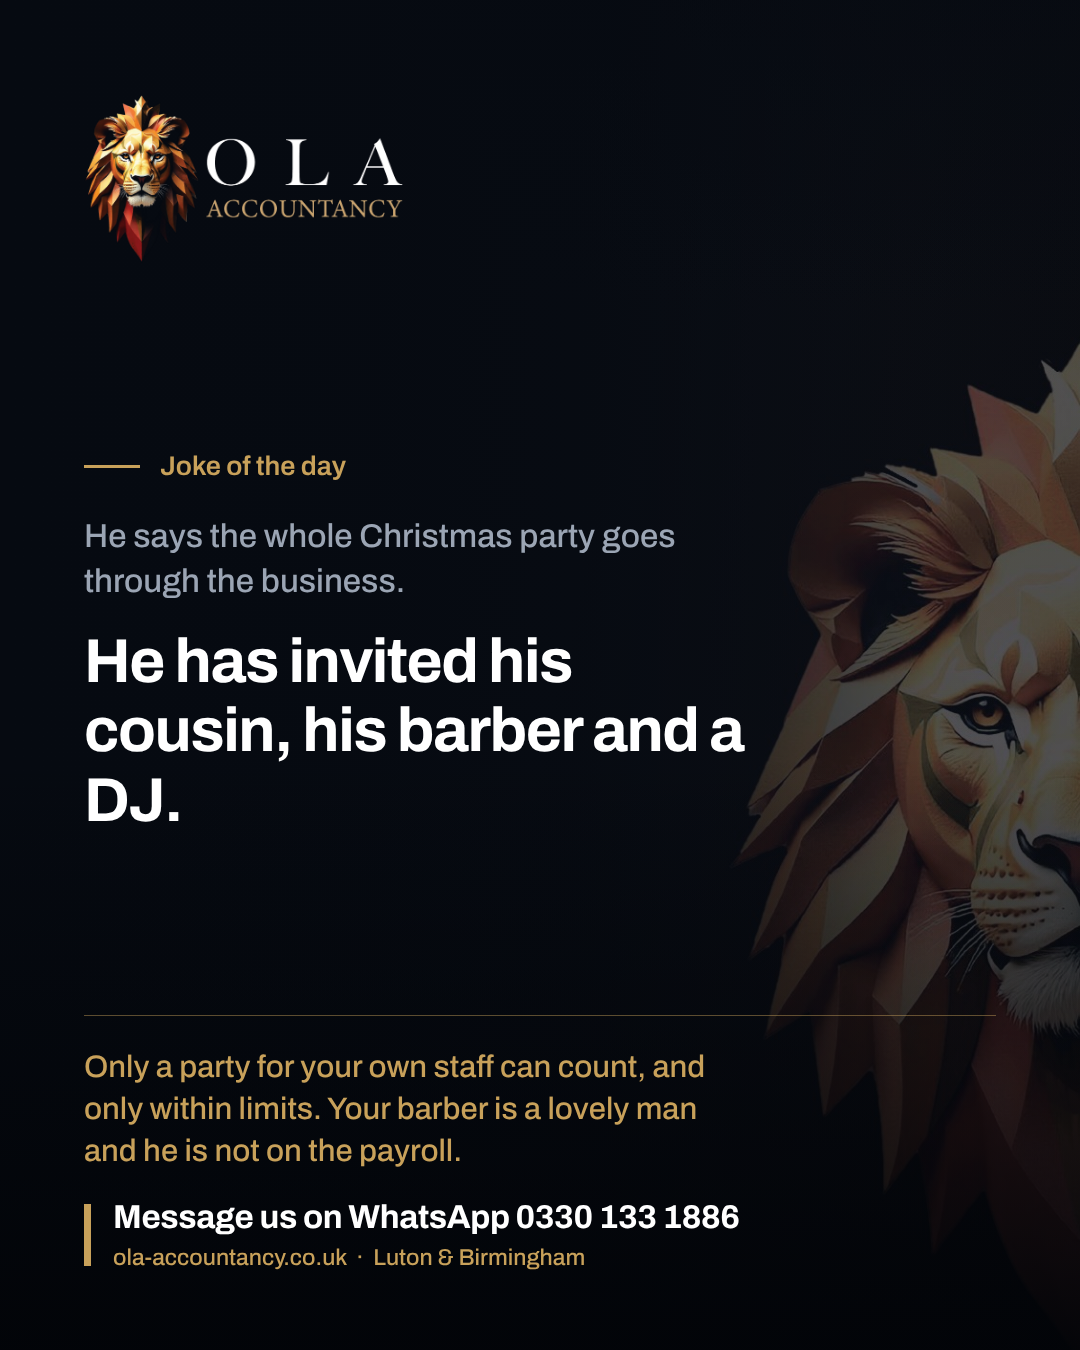 OLA
ACCOUNTANCY
Joke of the day
He says the whole Christmas party goes
through the business.
He has invited his
cousin, his barber and a
DJ.
Only a party for your own staff can count, and
only within limits. Your barber is a lovely man
and he is not on the payroll.
Message us on WhatsApp 0330 133 1886
ola-accountancy.co.uk · Luton & Birmingham